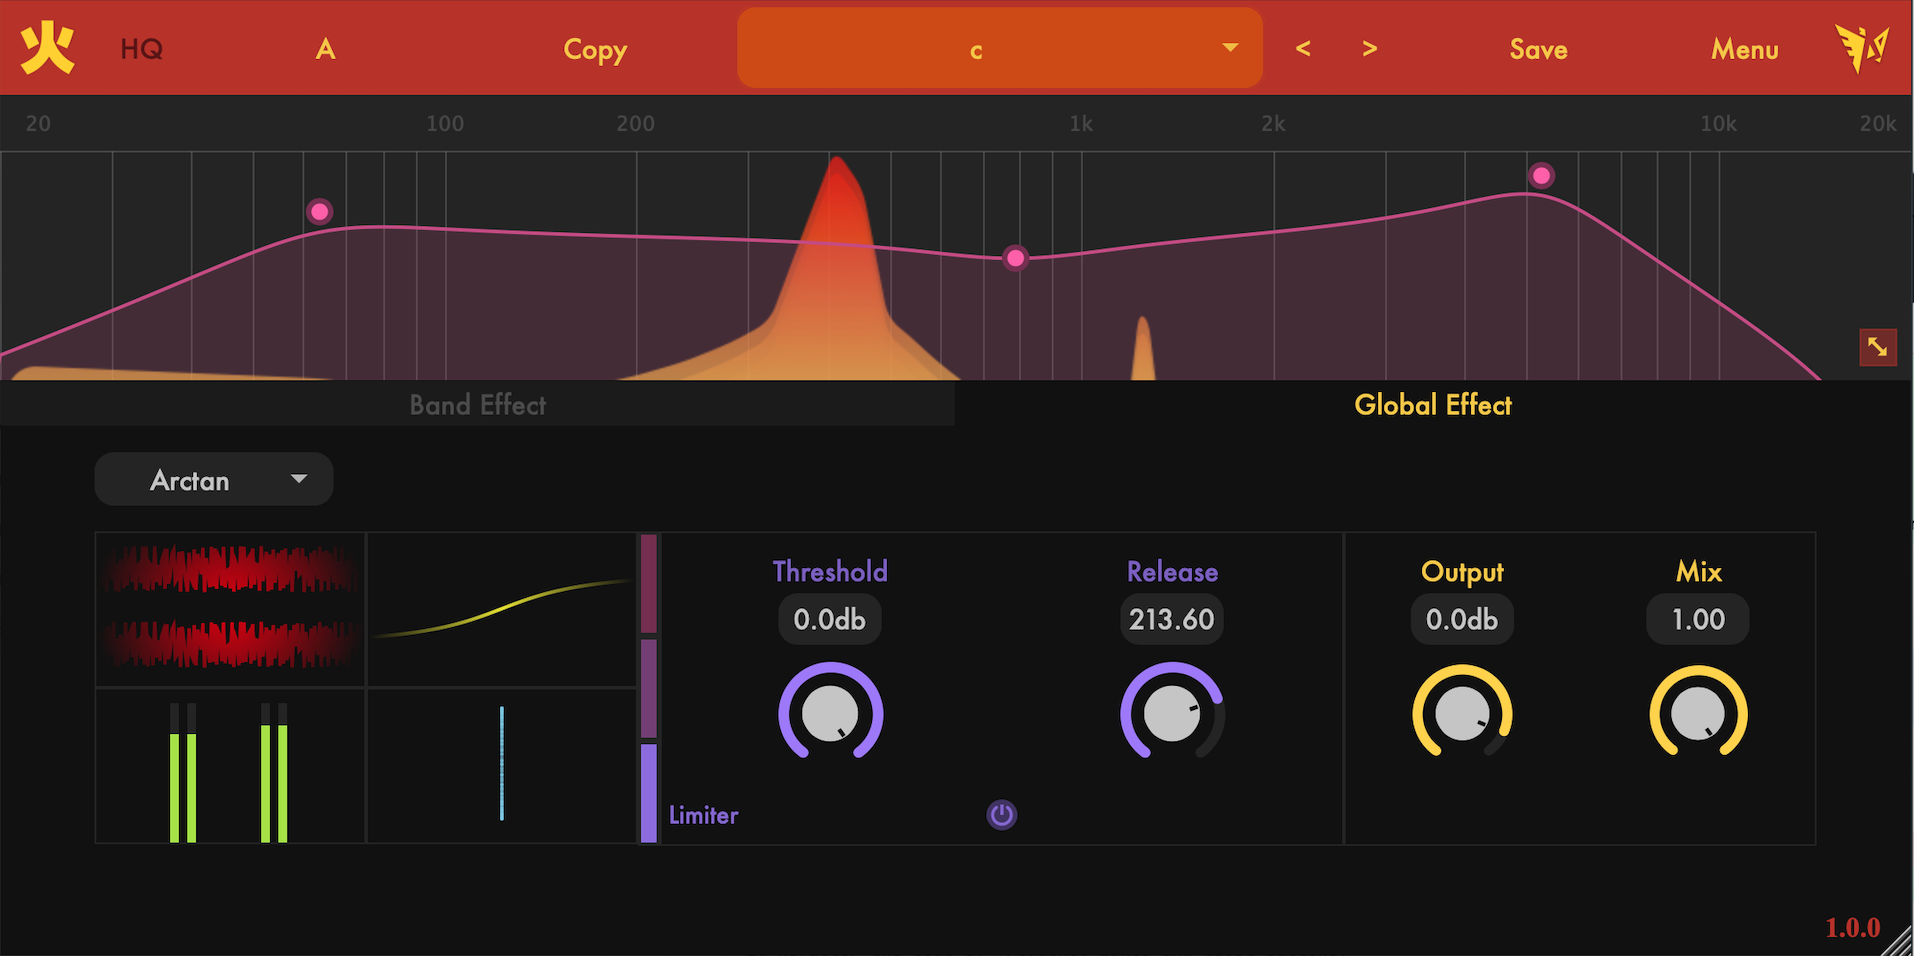 火 HQ A Copy c < > Save Menu
20 100 200 1k 2k 10k 20k
Band Effect Global Effect
Arctan
Threshold Release Output Mix
0.0db 213.60 0.0db 1.00
Limiter
1.0.0